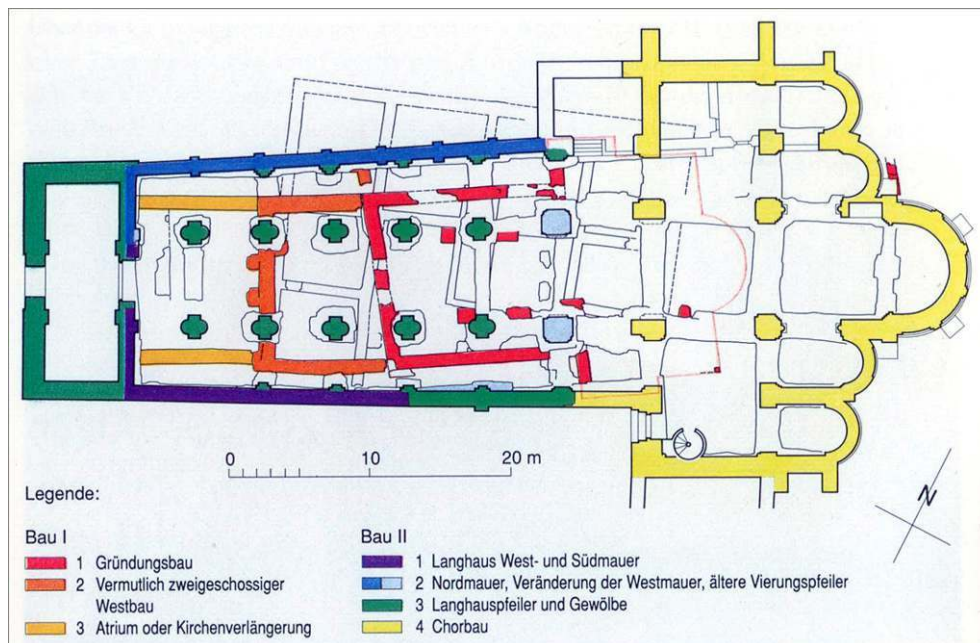 0 10 20 m
N
Legende:
Bau I
1 Gründungsbau
2 Vermutlich zweigeschossiger
Westbau
3 Atrium oder Kirchenverlängerung
Bau II
1 Langhaus West- und Südmauer
2 Nordmauer, Veränderung der Westmauer, ältere Vierungspfeiler
3 Langhauspfeiler und Gewölbe
4 Chorbau